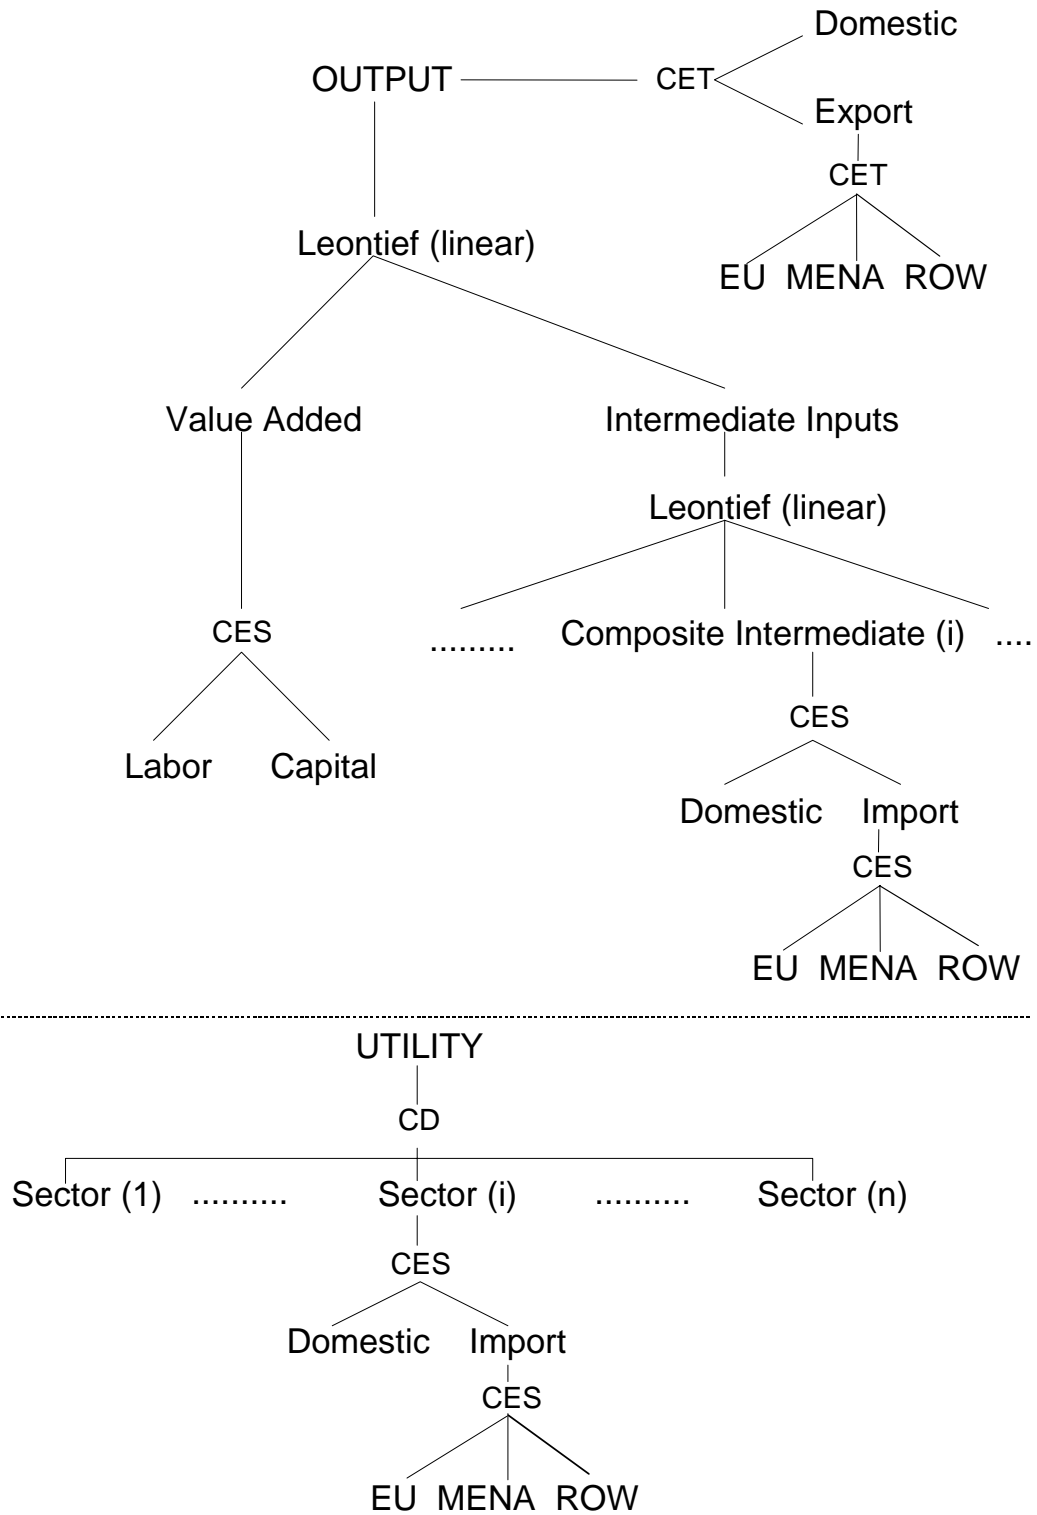 Domestic
OUTPUT CET
Export
CET
Leontief (linear)
EU MENA ROW
Value Added Intermediate Inputs
Leontief (linear)
CES ......... Composite Intermediate (i) ....
CES
Labor Capital
Domestic Import
CES
EU MENA ROW
UTILITY
CD
Sector (1) .......... Sector (i) .......... Sector (n)
CES
Domestic Import
CES
EU MENA ROW